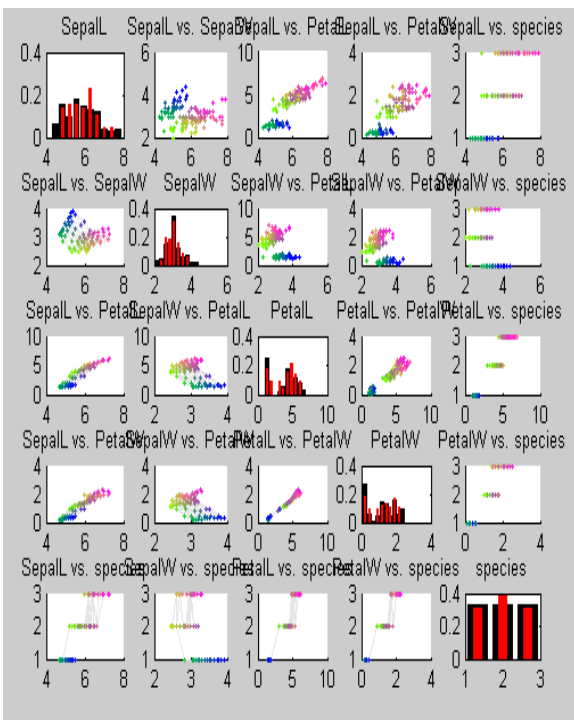 SepalL SepalL vs. SepalW SepalL vs. PetalL SepalL vs. PetalW SepalL vs. species
0.4 6 10 4 3
0.2 4 5 2 2
0 2 0 0 1
4 6 8 4 6 8 4 6 8 4 6 8 4 6 8
SepalL vs. SepalW SepalW SepalW vs. PetalL SepalW vs. PetalW SepalW vs. species
4 0.4 10 4 3
3 0.2 5 2 2
2 0 0 0 1
4 6 8 2 4 6 2 4 6 2 4 6 2 4 6
SepalL vs. PetalL SepalW vs. PetalL PetalL PetalL vs. PetalW PetalL vs. species
10 10 0.4 4 3
5 5 0.2 2 2
0 0 0 0 1
4 6 8 2 3 4 0 5 10 0 5 10 0 5 10
SepalL vs. PetalW SepalW vs. PetalW PetalL vs. PetalW PetalW PetalW vs. species
4 4 4 0.4 3
2 2 2 0.2 2
0 0 0 0 1
4 6 8 2 3 4 0 5 10 0 2 4 0 2 4
SepalL vs. species SepalW vs. species PetalL vs. species PetalW vs. species species
3 3 3 3 0.4
2 2 2 2 0.2
1 1 1 1 0
4 6 8 2 3 4 0 5 10 0 2 4 1 2 3